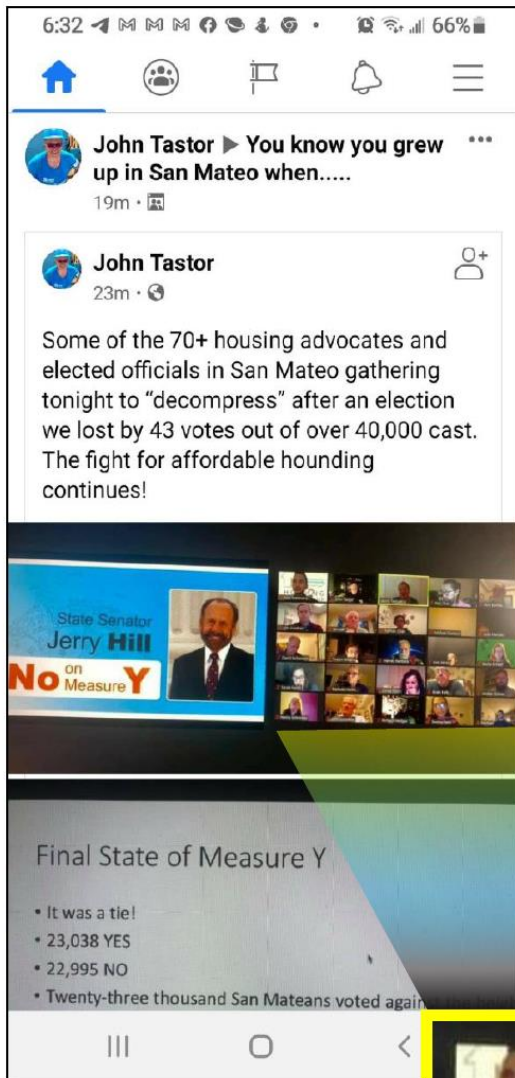 6:32
66%
John Tastor ▶ You know you grew
up in San Mateo when.....
19m ·
John Tastor
23m ·
Some of the 70+ housing advocates and
elected officials in San Mateo gathering
tonight to “decompress” after an election
we lost by 43 votes out of over 40,000 cast.
The fight for affordable hounding
continues!
State Senator
Jerry Hill
No on
Measure Y
Final State of Measure Y
• It was a tie!
• 23,038 YES
• 22,995 NO
• Twenty-three thousand San Mateans voted against the